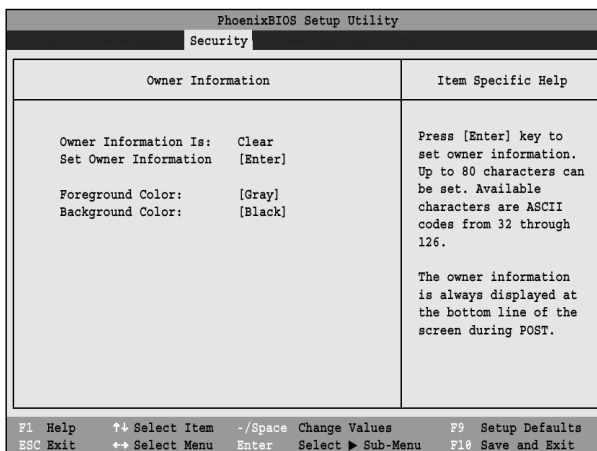 PhoenixBIOS Setup Utility
Security
Owner Information
Item Specific Help
Owner Information Is: Clear
Set Owner Information [Enter]
Foreground Color: [Gray]
Background Color: [Black]
Press [Enter] key to
set owner information.
Up to 80 characters can
be set. Available
characters are ASCII
codes from 32 through
126.
The owner information
is always displayed at
the bottom line of the
screen during POST.
F1 Help ↑↓ Select Item -/Space Change Values F9 Setup Defaults
ESC Exit ←→ Select Menu Enter Select ▶ Sub-Menu F10 Save and Exit